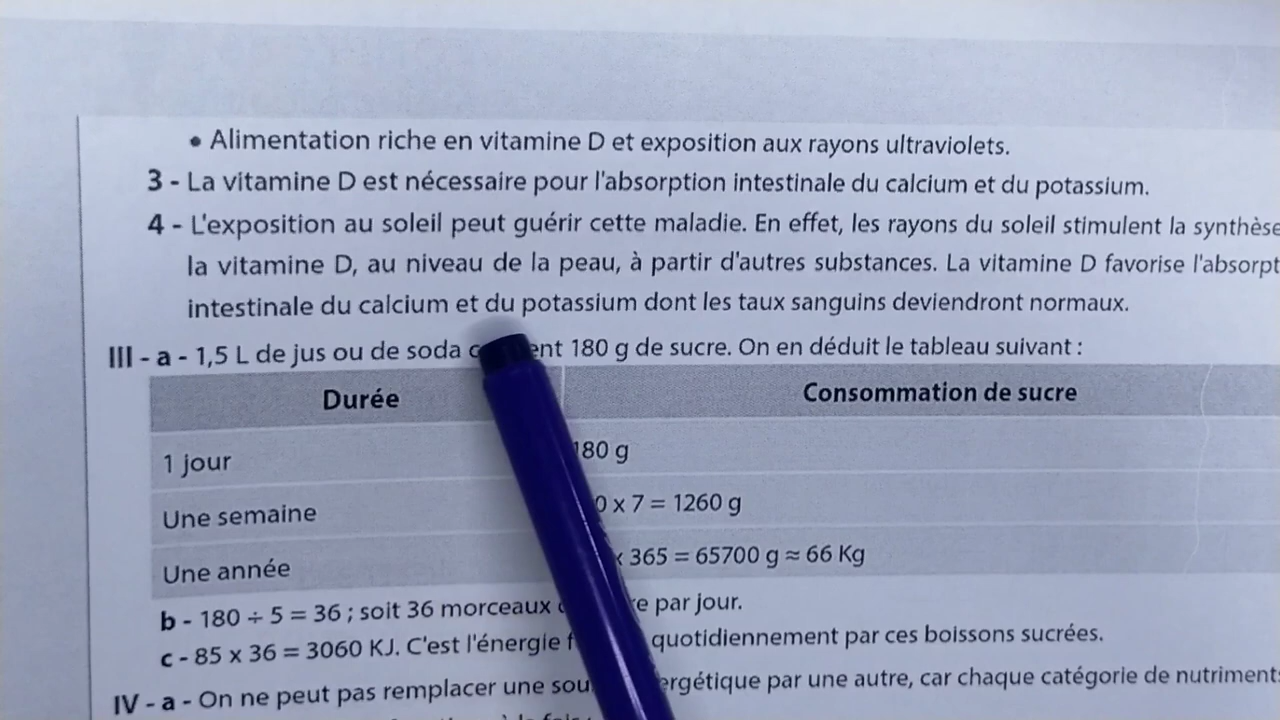 • Alimentation riche en vitamine D et exposition aux rayons ultraviolets.
3 - La vitamine D est nécessaire pour l'absorption intestinale du calcium et du potassium.
4 - L'exposition au soleil peut guérir cette maladie. En effet, les rayons du soleil stimulent la synthèse
la vitamine D, au niveau de la peau, à partir d'autres substances. La vitamine D favorise l'absorpt
intestinale du calcium et du potassium dont les taux sanguins deviendront normaux.
III - a - 1,5 L de jus ou de soda 180 g de sucre. On en déduit le tableau suivant :
Durée Consommation de sucre
1 jour 180 g
Une semaine 0 x 7 = 1260 g
Une année x 365 = 65700 g ≈ 66 Kg
b - 180 ÷ 5 = 36 ; soit 36 morceaux par jour.
c - 85 x 36 = 3060 KJ. C'est l'énergie quotidiennement par ces boissons sucrées.
IV - a - On ne peut pas remplacer une par une autre, car chaque catégorie de nutriments